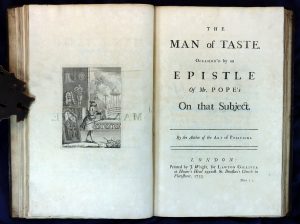 THE
MAN of TASTE.
Occasion'd by an
EPISTLE
Of Mr. POPE's
On that Subject.
By the Author of the ART of POLITICKS.
LONDON:
Printed by J. Wright, for LAWTON GILLIVER
at Homer's Head against St. Dunstan's Church in
Fleetstreet, 1733.